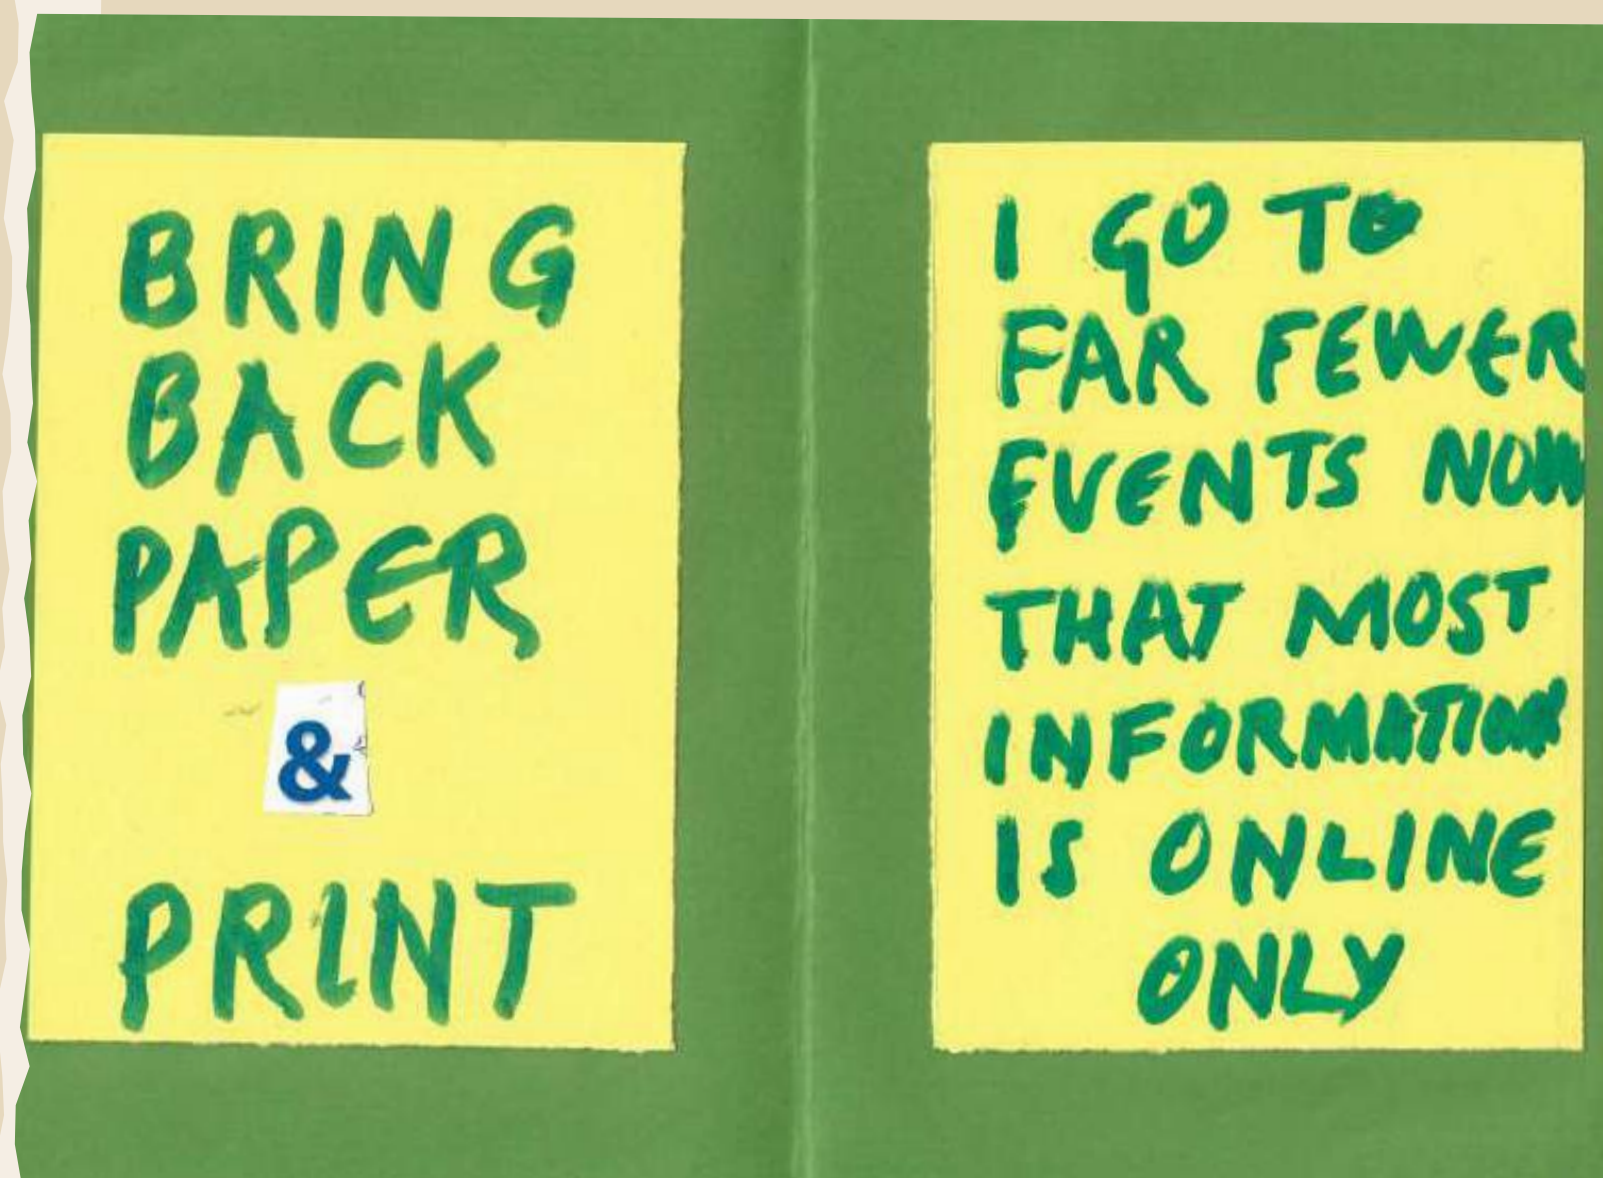 BRING
BACK
PAPER
&
PRINT
I GO TO
FAR FEWER
EVENTS NOW
THAT MOST
INFORMATION
IS ONLINE
ONLY